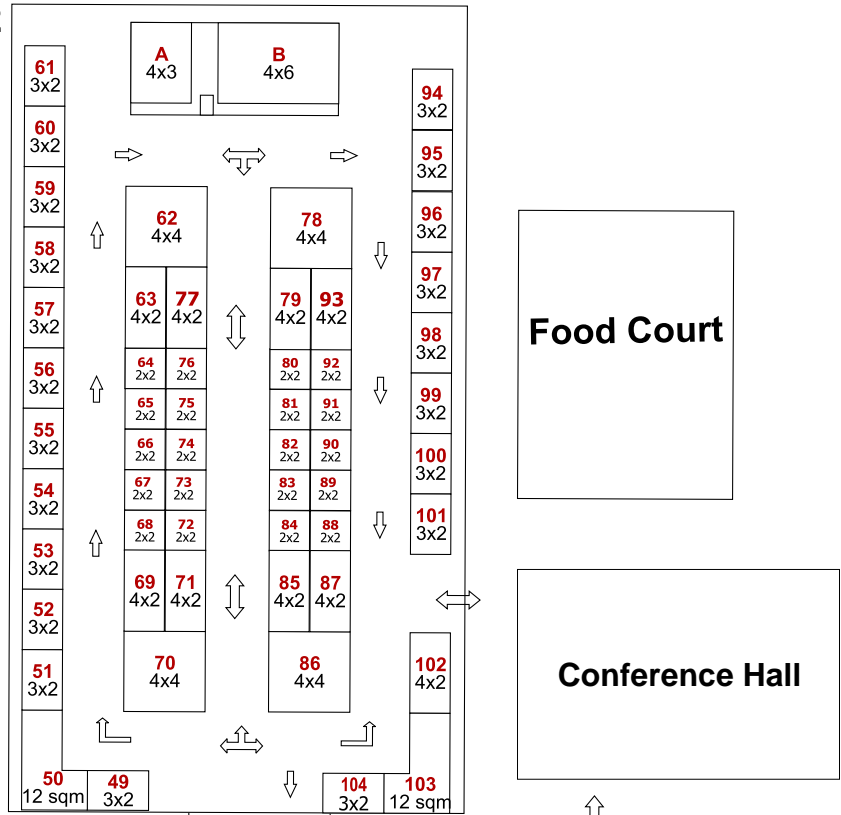 A
4x3
B
4x6
61
3x2
60
3x2
59
3x2
58
3x2
57
3x2
56
3x2
55
3x2
54
3x2
53
3x2
52
3x2
51
3x2
50
12 sqm
49
3x2
62
4x4
63
4x2
77
4x2
64
2x2
76
2x2
65
2x2
75
2x2
66
2x2
74
2x2
67
2x2
73
2x2
68
2x2
72
2x2
69
4x2
71
4x2
70
4x4
78
4x4
79
4x2
93
4x2
80
2x2
92
2x2
81
2x2
91
2x2
82
2x2
90
2x2
83
2x2
89
2x2
84
2x2
88
2x2
85
4x2
87
4x2
86
4x4
94
3x2
95
3x2
96
3x2
97
3x2
98
3x2
99
3x2
100
3x2
101
3x2
102
4x2
104
3x2
103
12 sqm
Food Court
Conference Hall